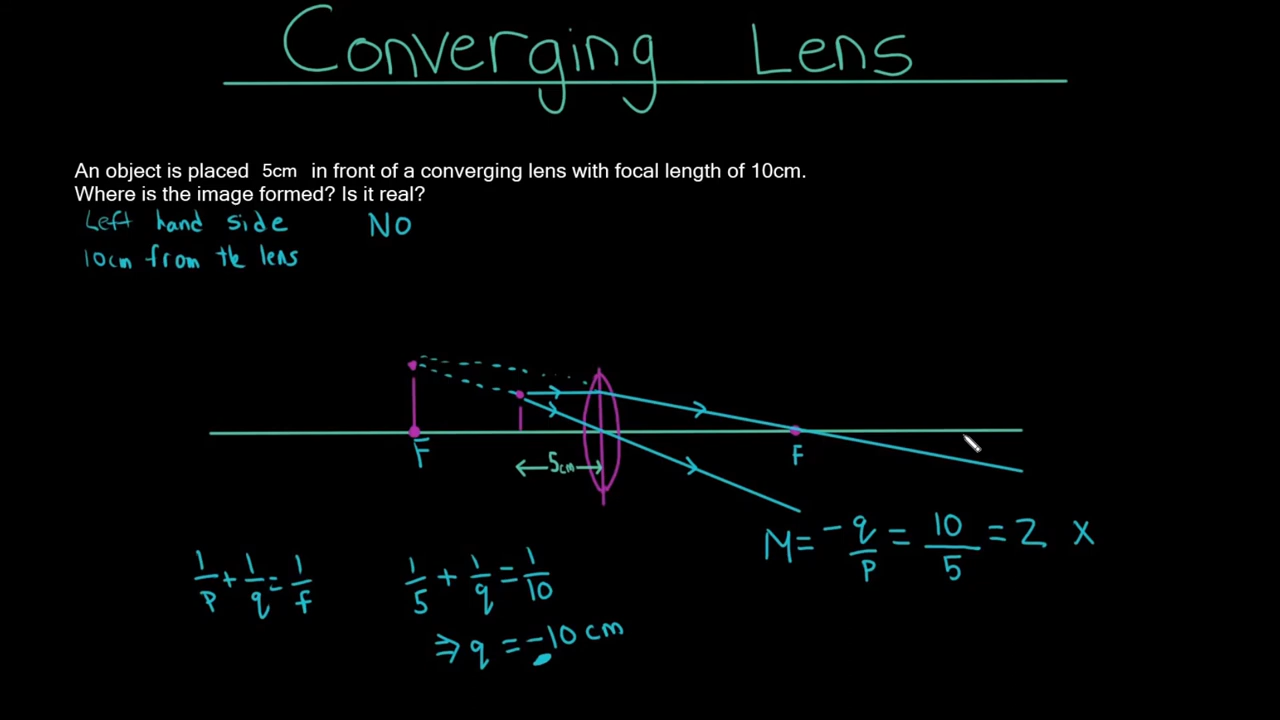 Converging Lens
An object is placed 5cm in front of a converging lens with focal length of 10cm.
Where is the image formed? Is it real?
Left hand side NO
10cm from the lens
F
5cm
F
M = -q/p = 10/5 = 2 x
1/p + 1/q = 1/f
1/5 + 1/q = 1/10
⇒ q = -10 cm